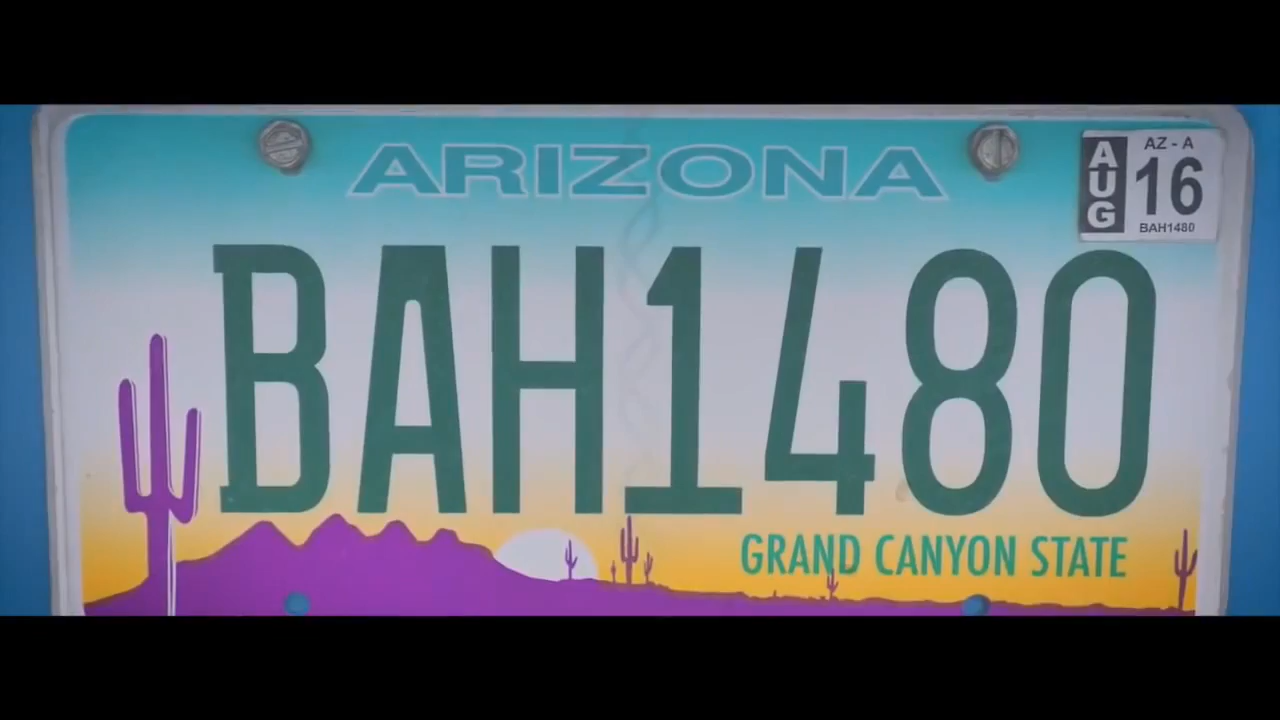 ARIZONA
AUG
AZ - A
16
BAH1480
BAH1480
GRAND CANYON STATE